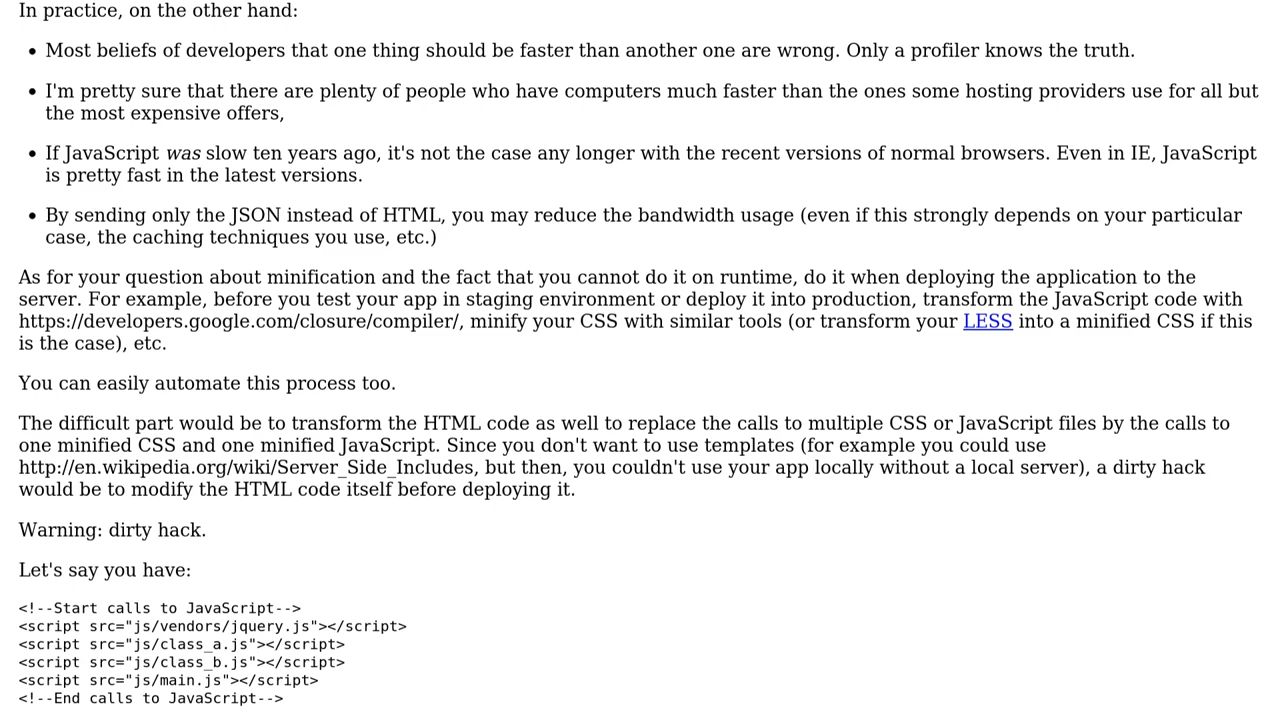 In practice, on the other hand:
• Most beliefs of developers that one thing should be faster than another one are wrong. Only a profiler knows the truth.
• I'm pretty sure that there are plenty of people who have computers much faster than the ones some hosting providers use for all but
the most expensive offers,
• If JavaScript was slow ten years ago, it's not the case any longer with the recent versions of normal browsers. Even in IE, JavaScript
is pretty fast in the latest versions.
• By sending only the JSON instead of HTML, you may reduce the bandwidth usage (even if this strongly depends on your particular
case, the caching techniques you use, etc.)
As for your question about minification and the fact that you cannot do it on runtime, do it when deploying the application to the
server. For example, before you test your app in staging environment or deploy it into production, transform the JavaScript code with
https://developers.google.com/closure/compiler/, minify your CSS with similar tools (or transform your LESS into a minified CSS if this
is the case), etc.
You can easily automate this process too.
The difficult part would be to transform the HTML code as well to replace the calls to multiple CSS or JavaScript files by the calls to
one minified CSS and one minified JavaScript. Since you don't want to use templates (for example you could use
http://en.wikipedia.org/wiki/Server_Side_Includes, but then, you couldn't use your app locally without a local server), a dirty hack
would be to modify the HTML code itself before deploying it.
Warning: dirty hack.
Let's say you have:
<!--Start calls to JavaScript-->
<script src="js/vendors/jquery.js"></script>
<script src="js/class_a.js"></script>
<script src="js/class_b.js"></script>
<script src="js/main.js"></script>
<!--End calls to JavaScript-->